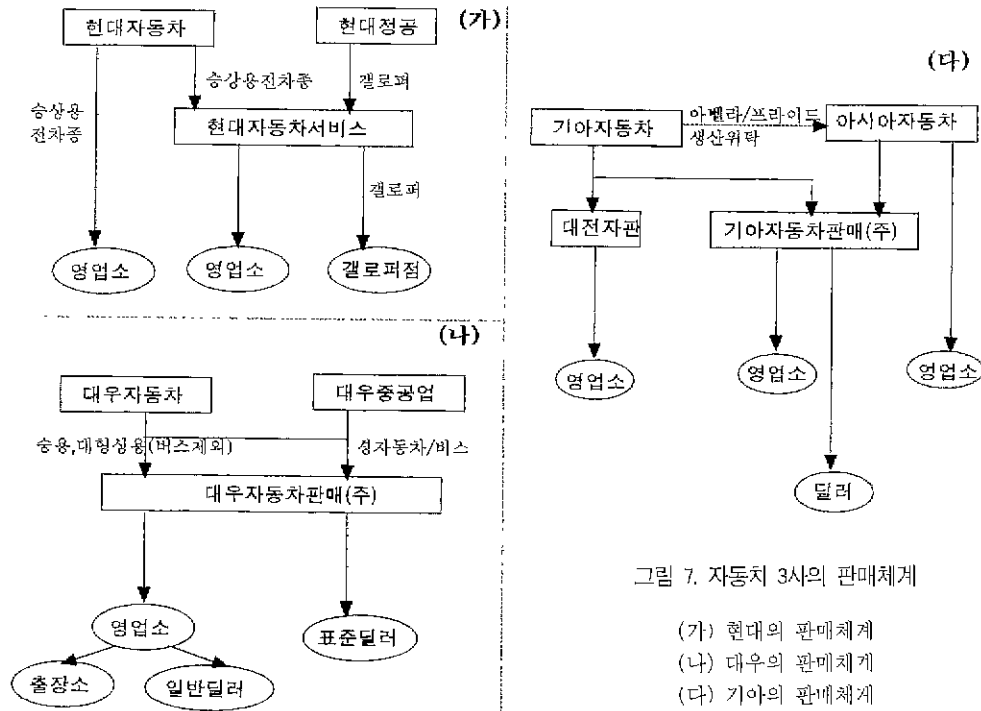 (가)
현대자동차
현대정공
승상용전차종
갤로퍼
승상용
전차종
현대자동차서비스
갤로퍼
영업소
영업소
갤로퍼점
(나)
대우자동차
대우중공업
승용,대형상용(버스제외)
경자동차/버스
대우자동차판매(주)
영업소
표준딜러
출장소
일반딜러
(다)
기아자동차
아벨라/프라이드
생산위탁
아시아자동차
대전자판
기아자동차판매(주)
영업소
영업소
영업소
딜러
그림 7. 자동차 3사의 판매체계
(가) 현대의 판매체계
(나) 대우의 판매체계
(다) 기아의 판매체계